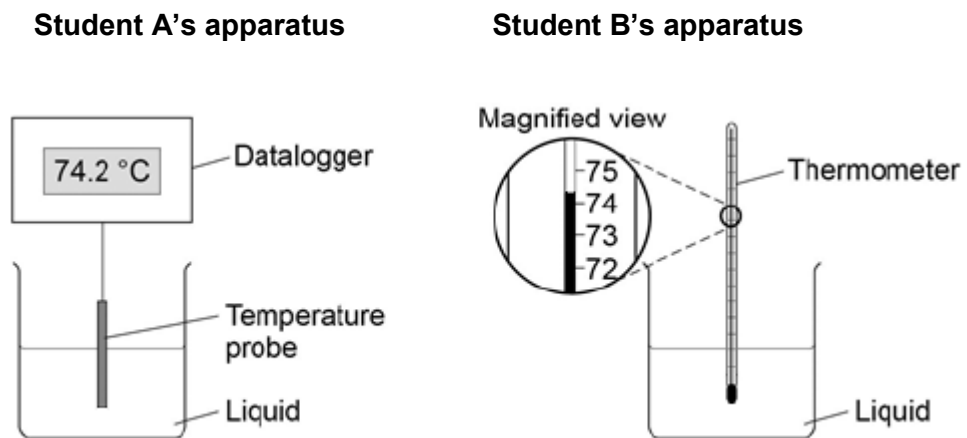 Student A’s apparatus
Student B’s apparatus
74.2 °C
Datalogger
Temperature
probe
Liquid
Magnified view
75
74
73
72
Thermometer
Liquid